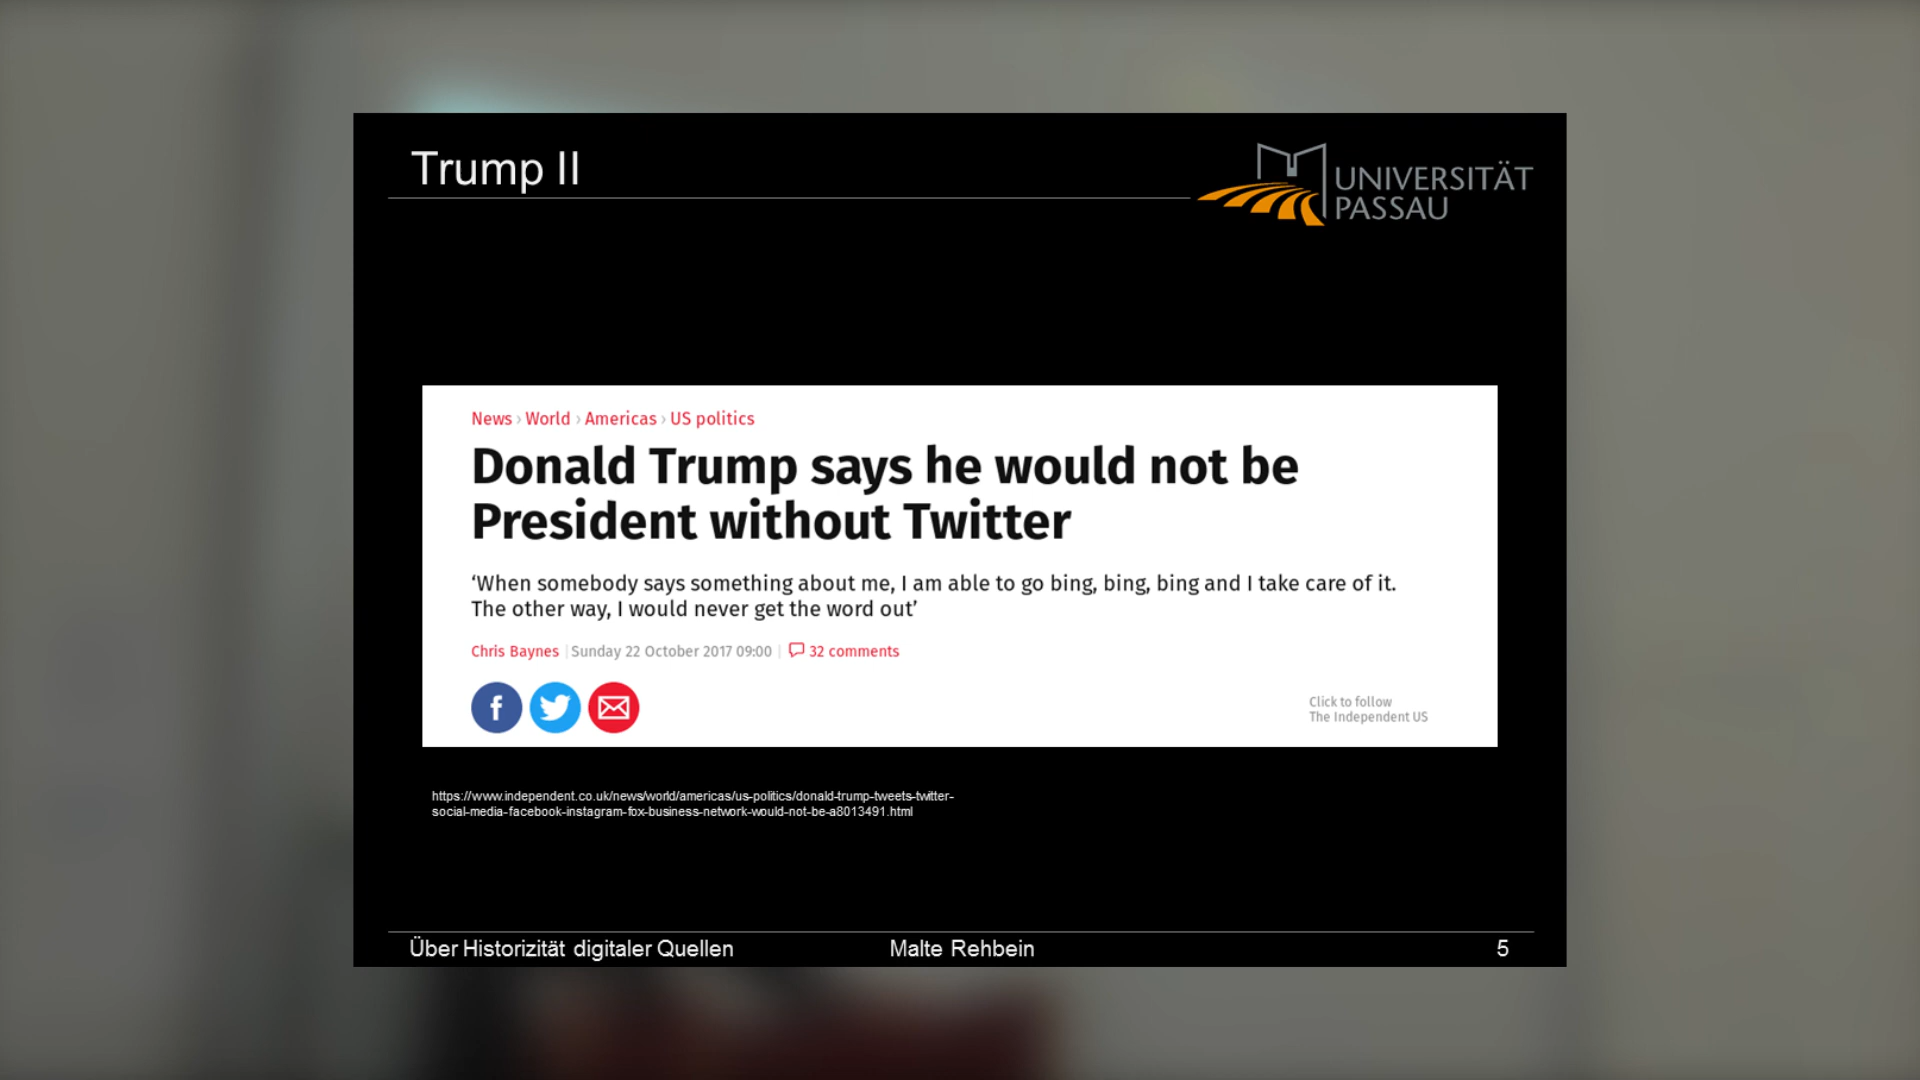 Trump II
UNIVERSITÄT
PASSAU
News › World › Americas › US politics
Donald Trump says he would not be
President without Twitter
‘When somebody says something about me, I am able to go bing, bing, bing and I take care of it.
The other way, I would never get the word out’
Chris Baynes | Sunday 22 October 2017 09:00 | 32 comments
f
Click to follow
The Independent US
https://www.independent.co.uk/news/world/americas/us-politics/donald-trump-tweets-twitter-
social-media-facebook-instagram-fox-business-network-would-not-be-a8013491.html
Über Historizität digitaler Quellen Malte Rehbein 5